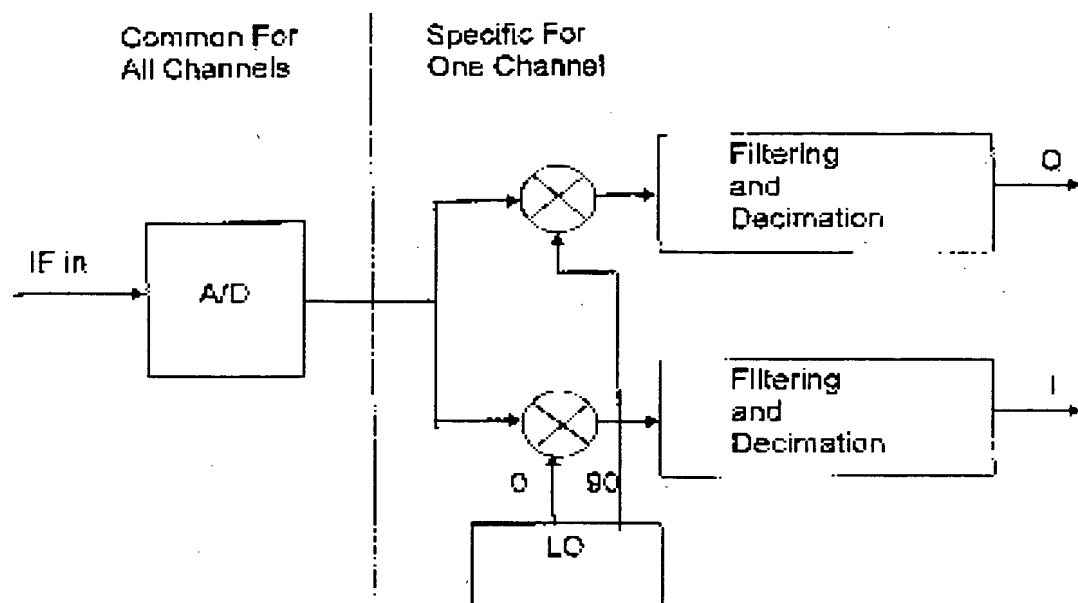 Common For
All Channels
Specific For
One Channel
Filtering
and
Decimation
Q
IF in
A/D
Filtering
and
Decimation
I
0
90
LO